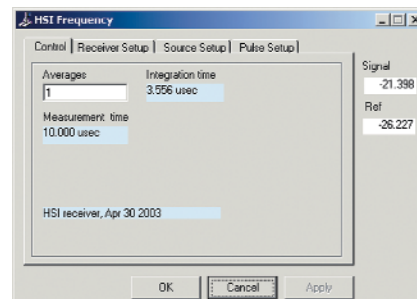 HSI Frequency
Control Receiver Setup Source Setup Pulse Setup
Averages Integration time
1 3.556 usec
Measurement time
10.000 usec
HSI receiver, Apr 30 2003
Signal
-21.398
Ref
-26.227
OK Cancel Apply